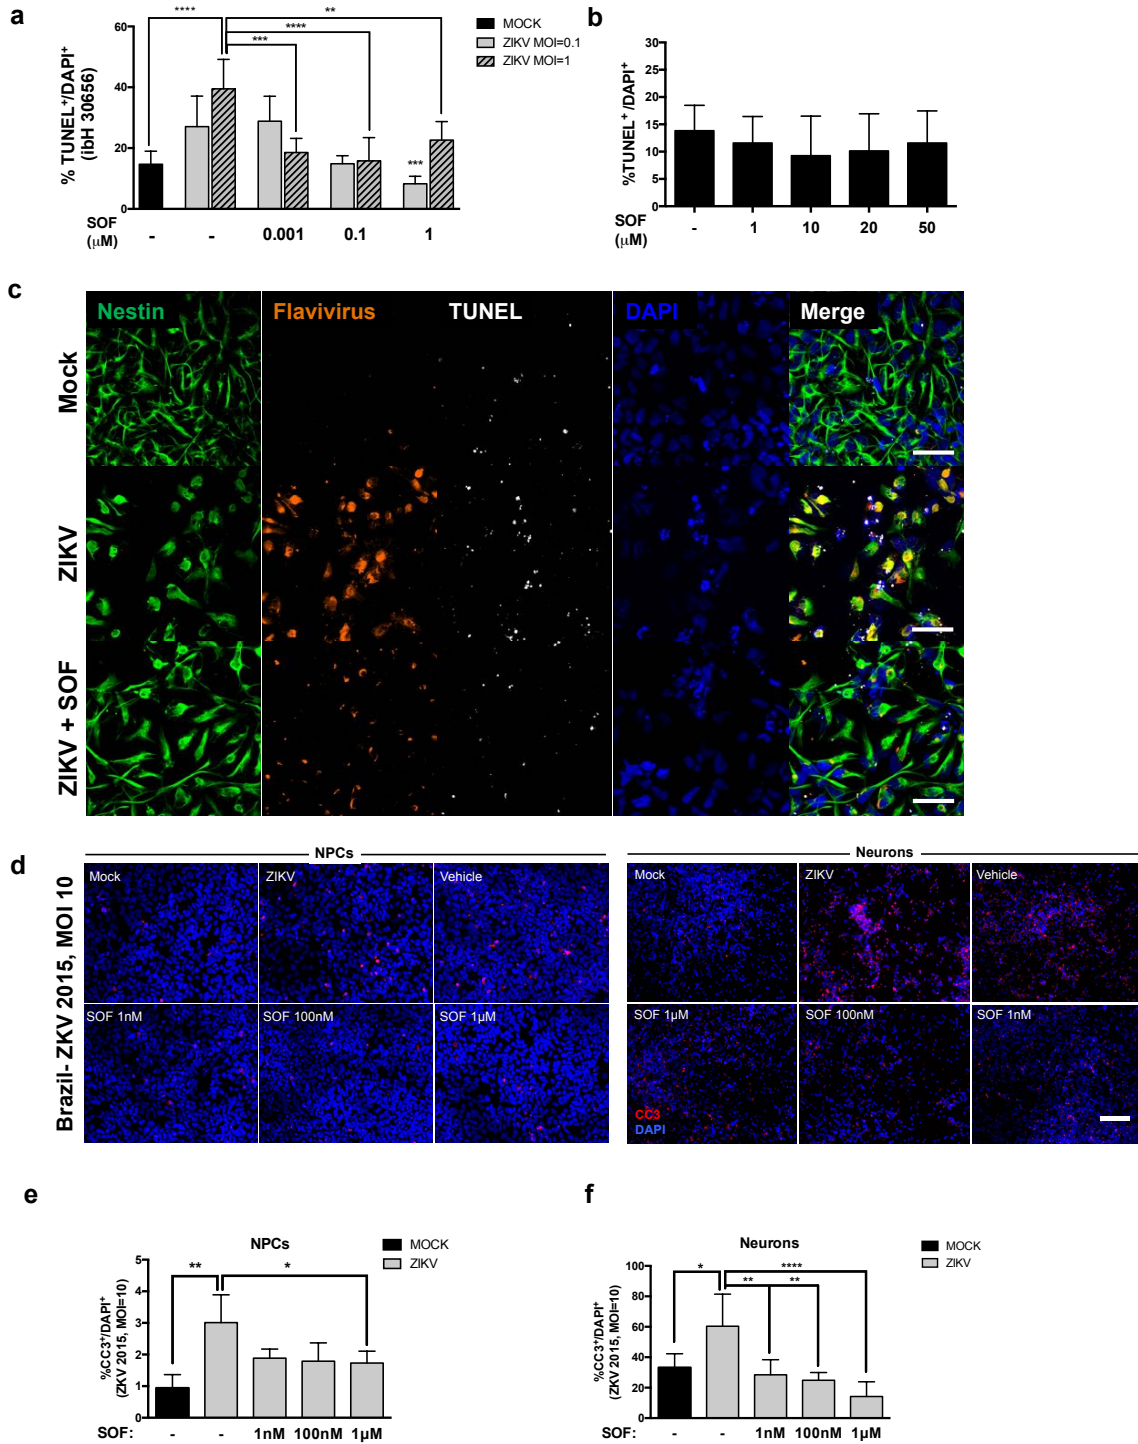 a
**** ** **** ***
MOCK
ZIKV MOI=0.1
ZIKV MOI=1
% TUNEL⁺/DAPI⁺
(ibH 30656)
60
40
20
0
***
SOF
(µM)
- - 0.001 0.1 1
b
%TUNEL⁺/DAPI⁺
30
25
20
15
10
5
0
SOF
(µM)
- 1 10 20 50
c
Nestin Flavivirus TUNEL DAPI Merge
Mock
ZIKV
ZIKV + SOF
d
Brazil- ZKV 2015, MOI 10
NPCs
Mock ZIKV Vehicle
SOF 1nM SOF 100nM SOF 1µM
Neurons
Mock ZIKV Vehicle
SOF 1µM SOF 100nM SOF 1nM
CC3
DAPI
e
NPCs
MOCK
ZIKV
** *
%CC3⁺/DAPI⁺
(ZKV 2015, MOI=10)
5
4
3
2
1
0
SOF: - - 1nM 100nM 1µM
f
Neurons
MOCK
ZIKV
* **** ** **
%CC3⁺/DAPI⁺
(ZKV 2015, MOI=10)
100
80
60
40
20
0
SOF: - - 1nM 100nM 1µM